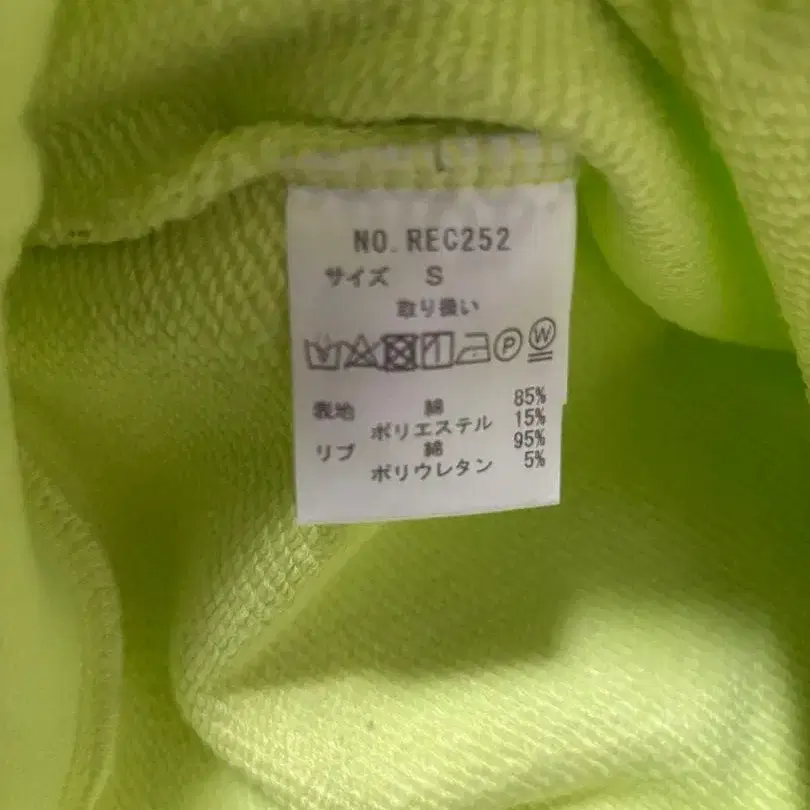 NO. REC252
サイズ S
取り扱い
P W
表地 綿 85%
ポリエステル 15%
リブ 綿 95%
ポリウレタン 5%